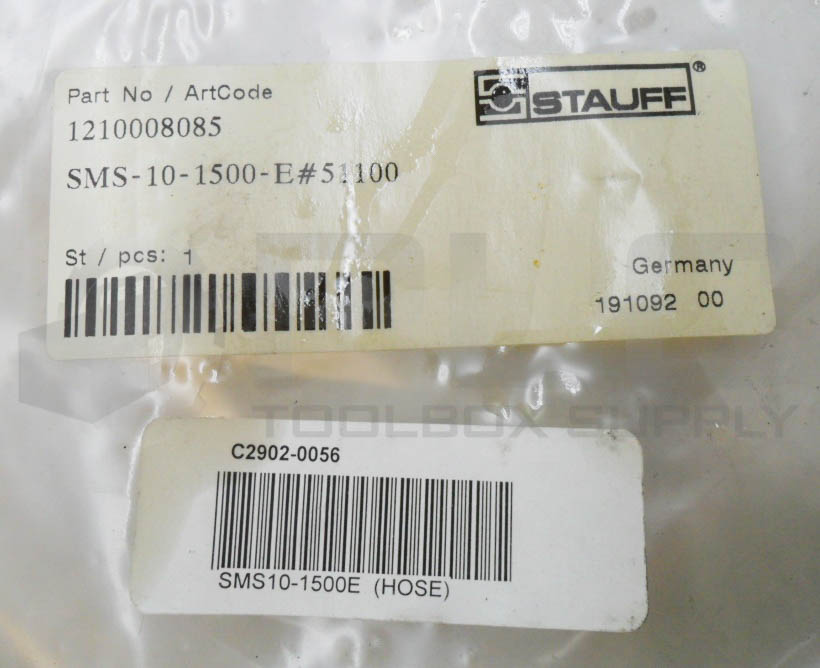 Part No / ArtCode
STAUFF®
1210008085
SMS-10-1500-E#51100
St / pcs: 1
Germany
191092 00
TOOLBOX SUPPLY
C2902-0056
SMS10-1500E (HOSE)